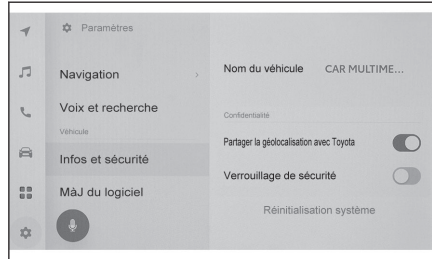 Paramètres
Navigation
Nom du véhicule CAR MULTIME...
Voix et recherche
Confidentialité
Véhicule
Partager la géolocalisation avec Toyota
Infos et sécurité
Verrouillage de sécurité
MàJ du logiciel
Réinitialisation système